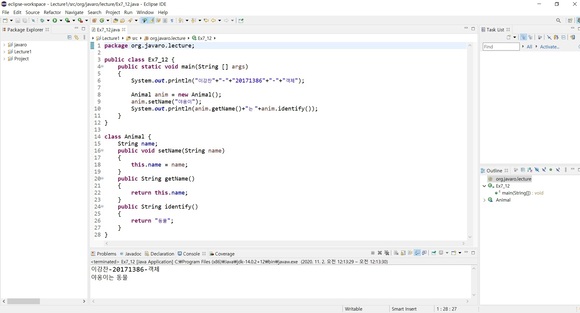 eclipse-workspace - Lecture1/src/org/javaro/lecture/Ex7_12.java - Eclipse IDE
File Edit Source Refactor Navigate Search Project Run Window Help
Package Explorer
javaro
Lecture1
Project
Ex7_12.java
Lecture1 src org.javaro.lecture Ex7_12
1 package org.javaro.lecture;
2
3 public class Ex7_12 {
4 public static void main(String [] args)
5 {
6 System.out.println("이강찬"+"-"+"20171386"+"-"+"객체");
7
8 Animal anim = new Animal();
9 anim.setName("야옹이");
10 System.out.println(anim.getName()+"는 "+anim.identify());
11 }
12 }
13
14 class Animal {
15 String name;
16 public void setName(String name)
17 {
18 this.name = name;
19 }
20 public String getName()
21 {
22 return this.name;
23 }
24 public String identify()
25 {
26 return "동물";
27 }
28 }
Task List
Find
All
Activate...
Outline
org.javaro.lecture
Ex7_12
main(String[]) : void
Animal
Problems Javadoc Declaration Console Coverage
<terminated> Ex7_12 [Java Application] C:\Program Files (x86)\Java\jdk-14.0.2+12\bin\javaw.exe (2020. 11. 2. 오전 12:13:29 – 오전 12:13:30)
이강찬-20171386-객체
야옹이는 동물
Writable
Smart Insert
1 : 28 : 27